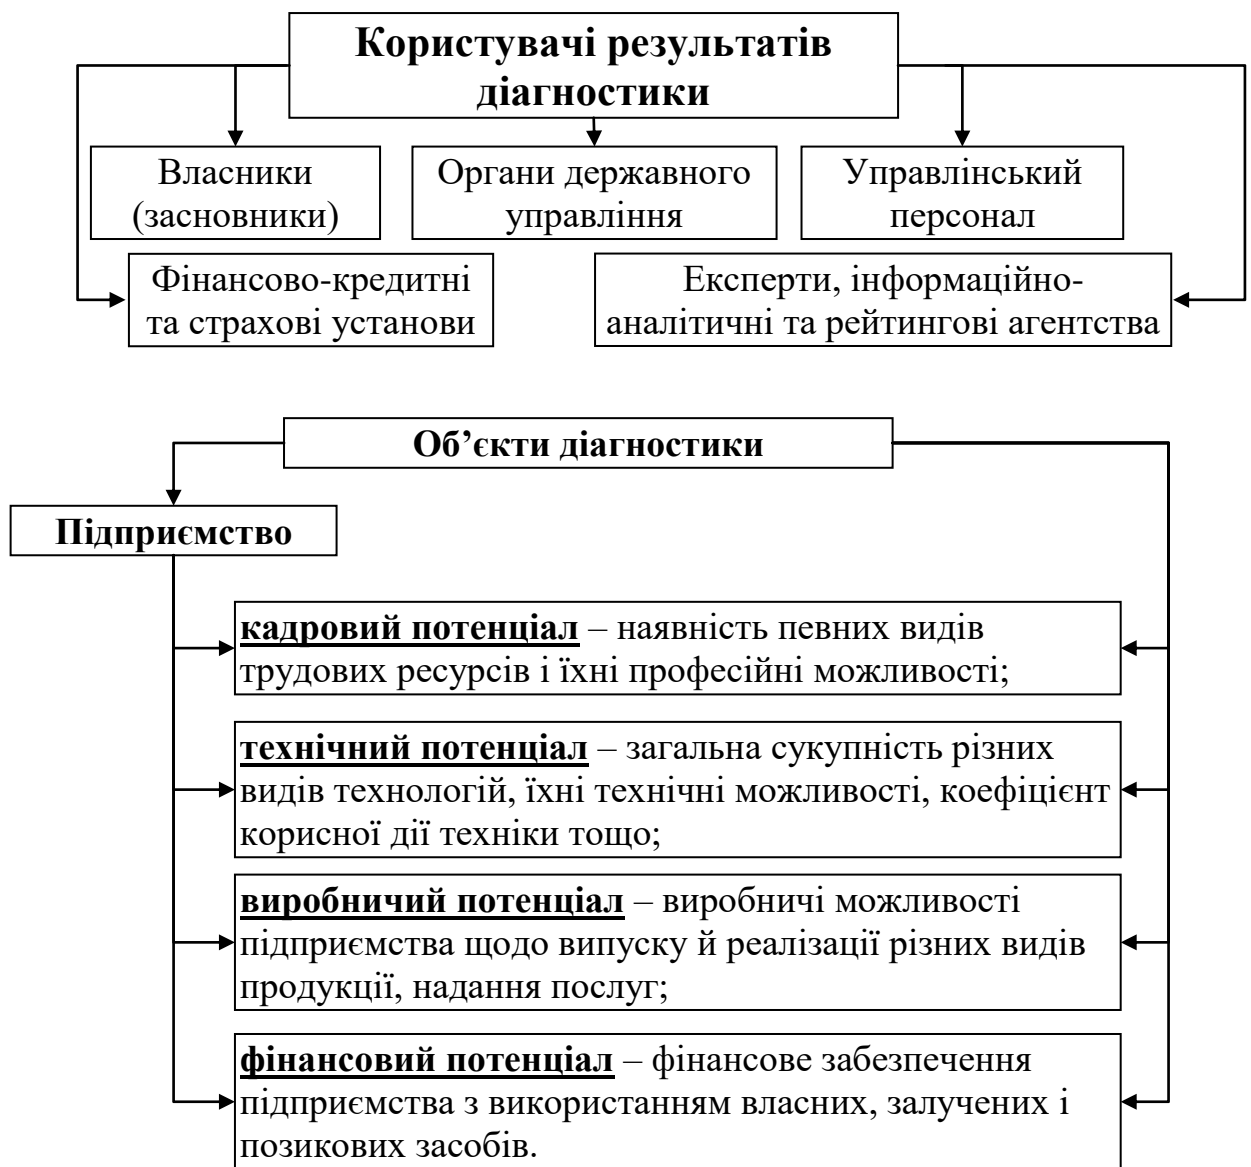 Користувачі результатів
діагностики
Власники
(засновники)
Органи державного
управління
Управлінський
персонал
Фінансово-кредитні
та страхові установи
Експерти, інформаційно-
аналітичні та рейтингові агентства
Об’єкти діагностики
Підприємство
кадровий потенціал – наявність певних видів
трудових ресурсів і їхні професійні можливості;
технічний потенціал – загальна сукупність різних
видів технологій, їхні технічні можливості, коефіцієнт
корисної дії техніки тощо;
виробничий потенціал – виробничі можливості
підприємства щодо випуску й реалізації різних видів
продукції, надання послуг;
фінансовий потенціал – фінансове забезпечення
підприємства з використанням власних, залучених і
позикових засобів.